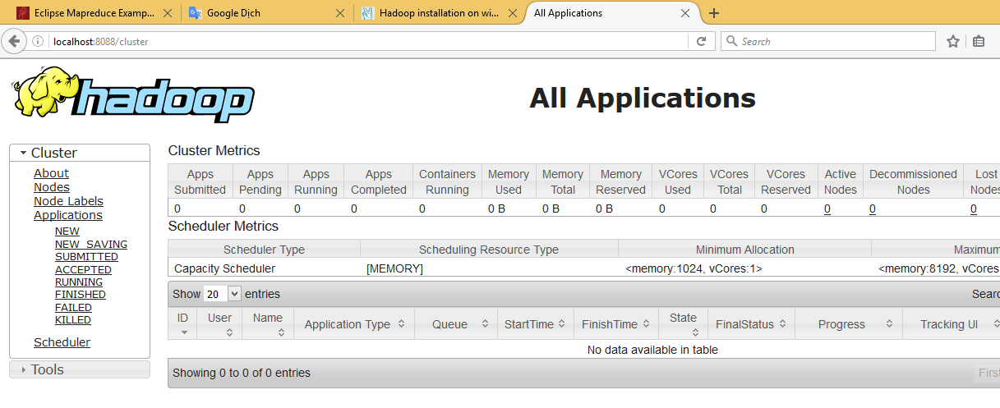 Eclipse Mapreduce Examp...
Google Dịch
Hadoop installation on wi...
All Applications
localhost:8088/cluster
Search
hadoop
All Applications
Cluster
About
Nodes
Node Labels
Applications
NEW
NEW_SAVING
SUBMITTED
ACCEPTED
RUNNING
FINISHED
FAILED
KILLED
Scheduler
Tools
Cluster Metrics
Apps Submitted Apps Pending Apps Running Apps Completed Containers Running Memory Used Memory Total Memory Reserved VCores Used VCores Total VCores Reserved Active Nodes Decommissioned Nodes Lost Nodes
0 0 0 0 0 0 B 0 B 0 B 0 0 0 0 0 0
Scheduler Metrics
Scheduler Type Scheduling Resource Type Minimum Allocation Maximum
Capacity Scheduler [MEMORY] <memory:1024, vCores:1> <memory:8192, vCores
Show 20 entries Searc
ID User Name Application Type Queue StartTime FinishTime State FinalStatus Progress Tracking UI
No data available in table
Showing 0 to 0 of 0 entries First